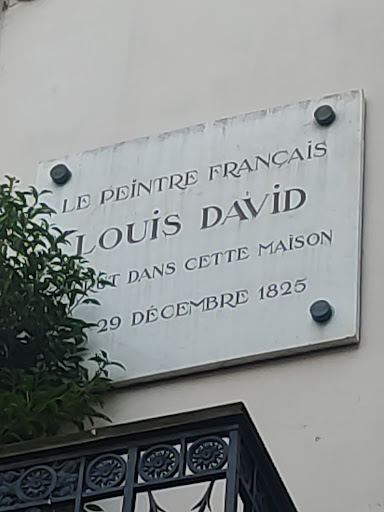 LE PEINTRE FRANÇAIS
LOUIS DAVID
DANS CETTE MAISON
29 DÉCEMBRE 1825